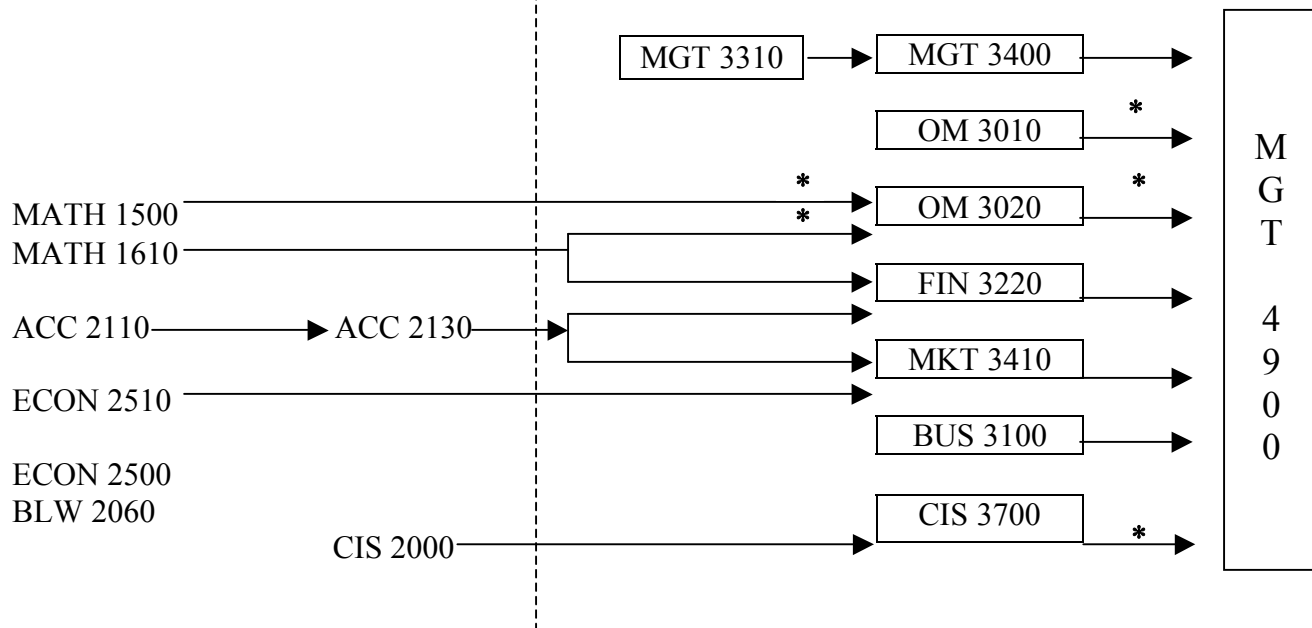 MGT 3310
MGT 3400
*
OM 3010
*
*
OM 3020
*
MATH 1500
MATH 1610
FIN 3220
ACC 2110
ACC 2130
MKT 3410
ECON 2510
BUS 3100
ECON 2500
BLW 2060
CIS 3700
*
CIS 2000
M
G
T
4
9
0
0